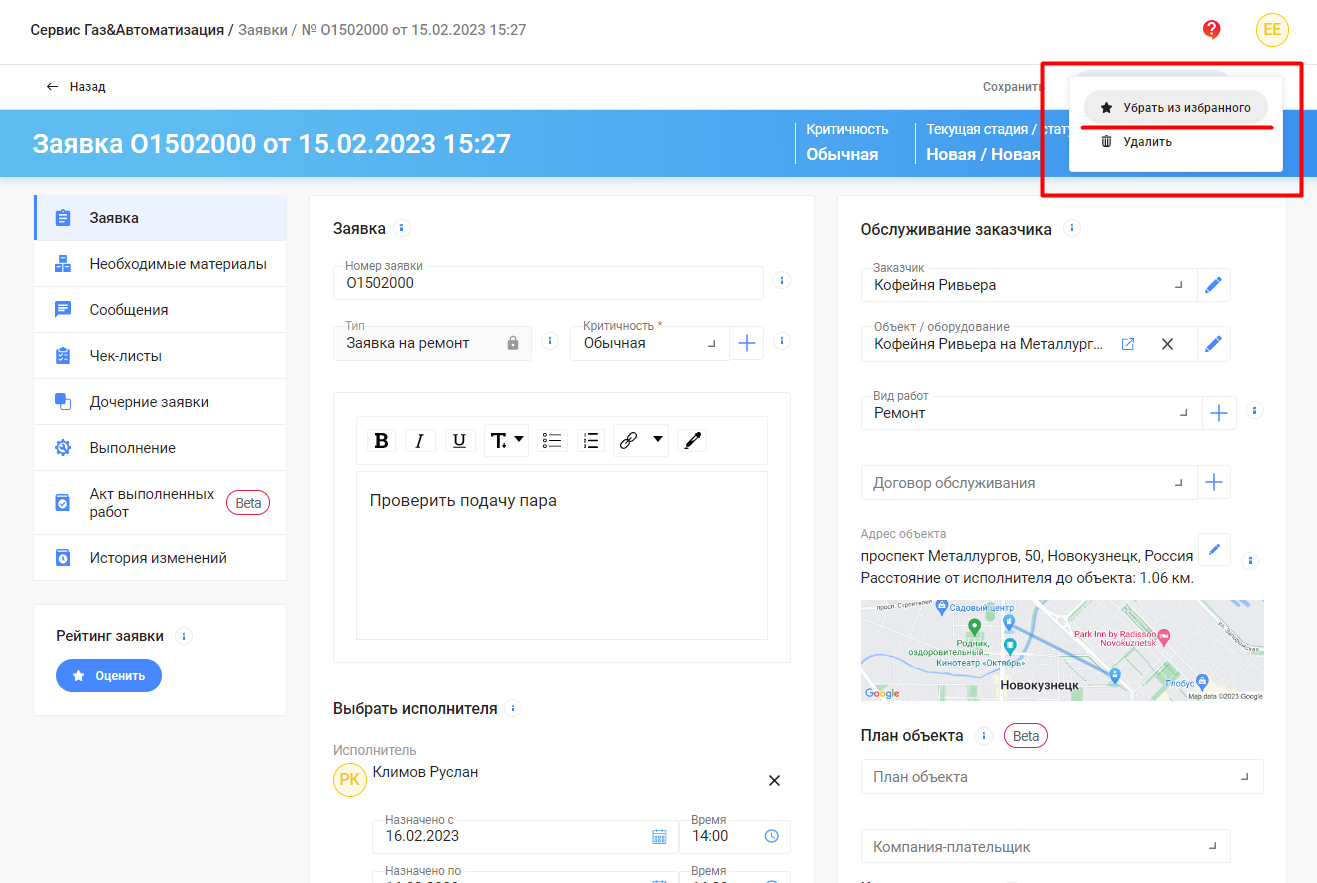 Сервис Газ&Автоматизация / Заявки / № О1502000 от 15.02.2023 15:27
?
EE
← Назад
Сохранить
Убрать из избранного
Удалить
Заявка О1502000 от 15.02.2023 15:27
Критичность
Обычная
Текущая стадия / стату
Новая / Новая
Заявка
Необходимые материалы
Сообщения
Чек-листы
Дочерние заявки
Выполнение
Акт выполненных
работ
Beta
История изменений
Рейтинг заявки
Оценить
Заявка
Номер заявки
О1502000
Тип
Заявка на ремонт
Критичность *
Обычная
B I U T
Проверить подачу пара
Выбрать исполнителя
Исполнитель
РК
Климов Руслан
Назначено с
16.02.2023
Время
14:00
Назначено по
Время
Обслуживание заказчика
Заказчик
Кофейня Ривьера
Объект / оборудование
Кофейня Ривьера на Металлург...
Вид работ
Ремонт
Договор обслуживания
Адрес объекта
проспект Металлургов, 50, Новокузнецк, Россия
Расстояние от исполнителя до объекта: 1.06 км.
просп. Строителей
Садовый центр
Родник,
оздоровительный...
Кинотеатр «Октябрь»
Park Inn by Radisson
Novokuznetsk
ул. Запорожская
Новокузнецк
Глобус
Google
Map data ©2023 Google
План объекта
Beta
План объекта
Компания-плательщик